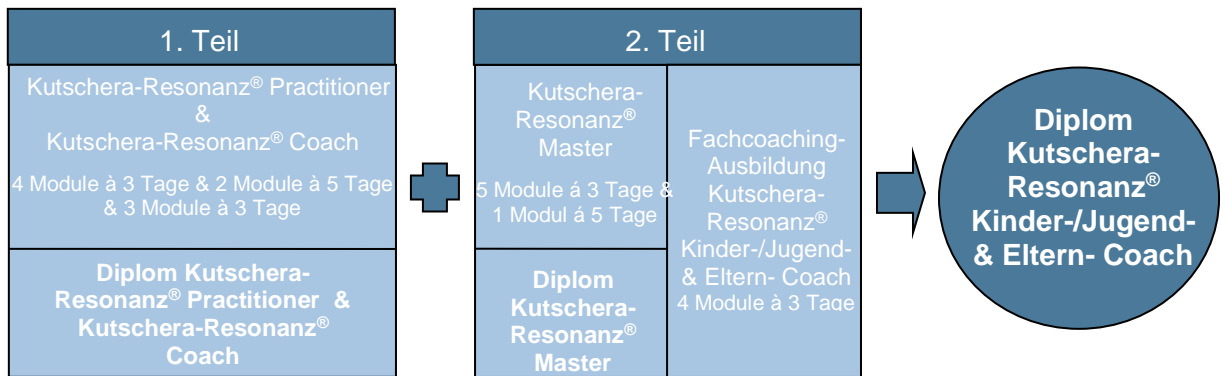 1. Teil
Kutschera-Resonanz® Practitioner
&
Kutschera-Resonanz® Coach
4 Module à 3 Tage & 2 Module à 5 Tage
& 3 Module à 3 Tage
Diplom Kutschera-
Resonanz® Practitioner &
Kutschera-Resonanz®
Coach
2. Teil
Kutschera-
Resonanz®
Master
5 Module á 3 Tage &
1 Modul á 5 Tage
Diplom
Kutschera-
Resonanz®
Master
Fachcoaching-
Ausbildung
Kutschera-
Resonanz®
Kinder-/Jugend-
& Eltern- Coach
4 Module à 3 Tage
Diplom
Kutschera-
Resonanz®
Kinder-/Jugend-
& Eltern- Coach